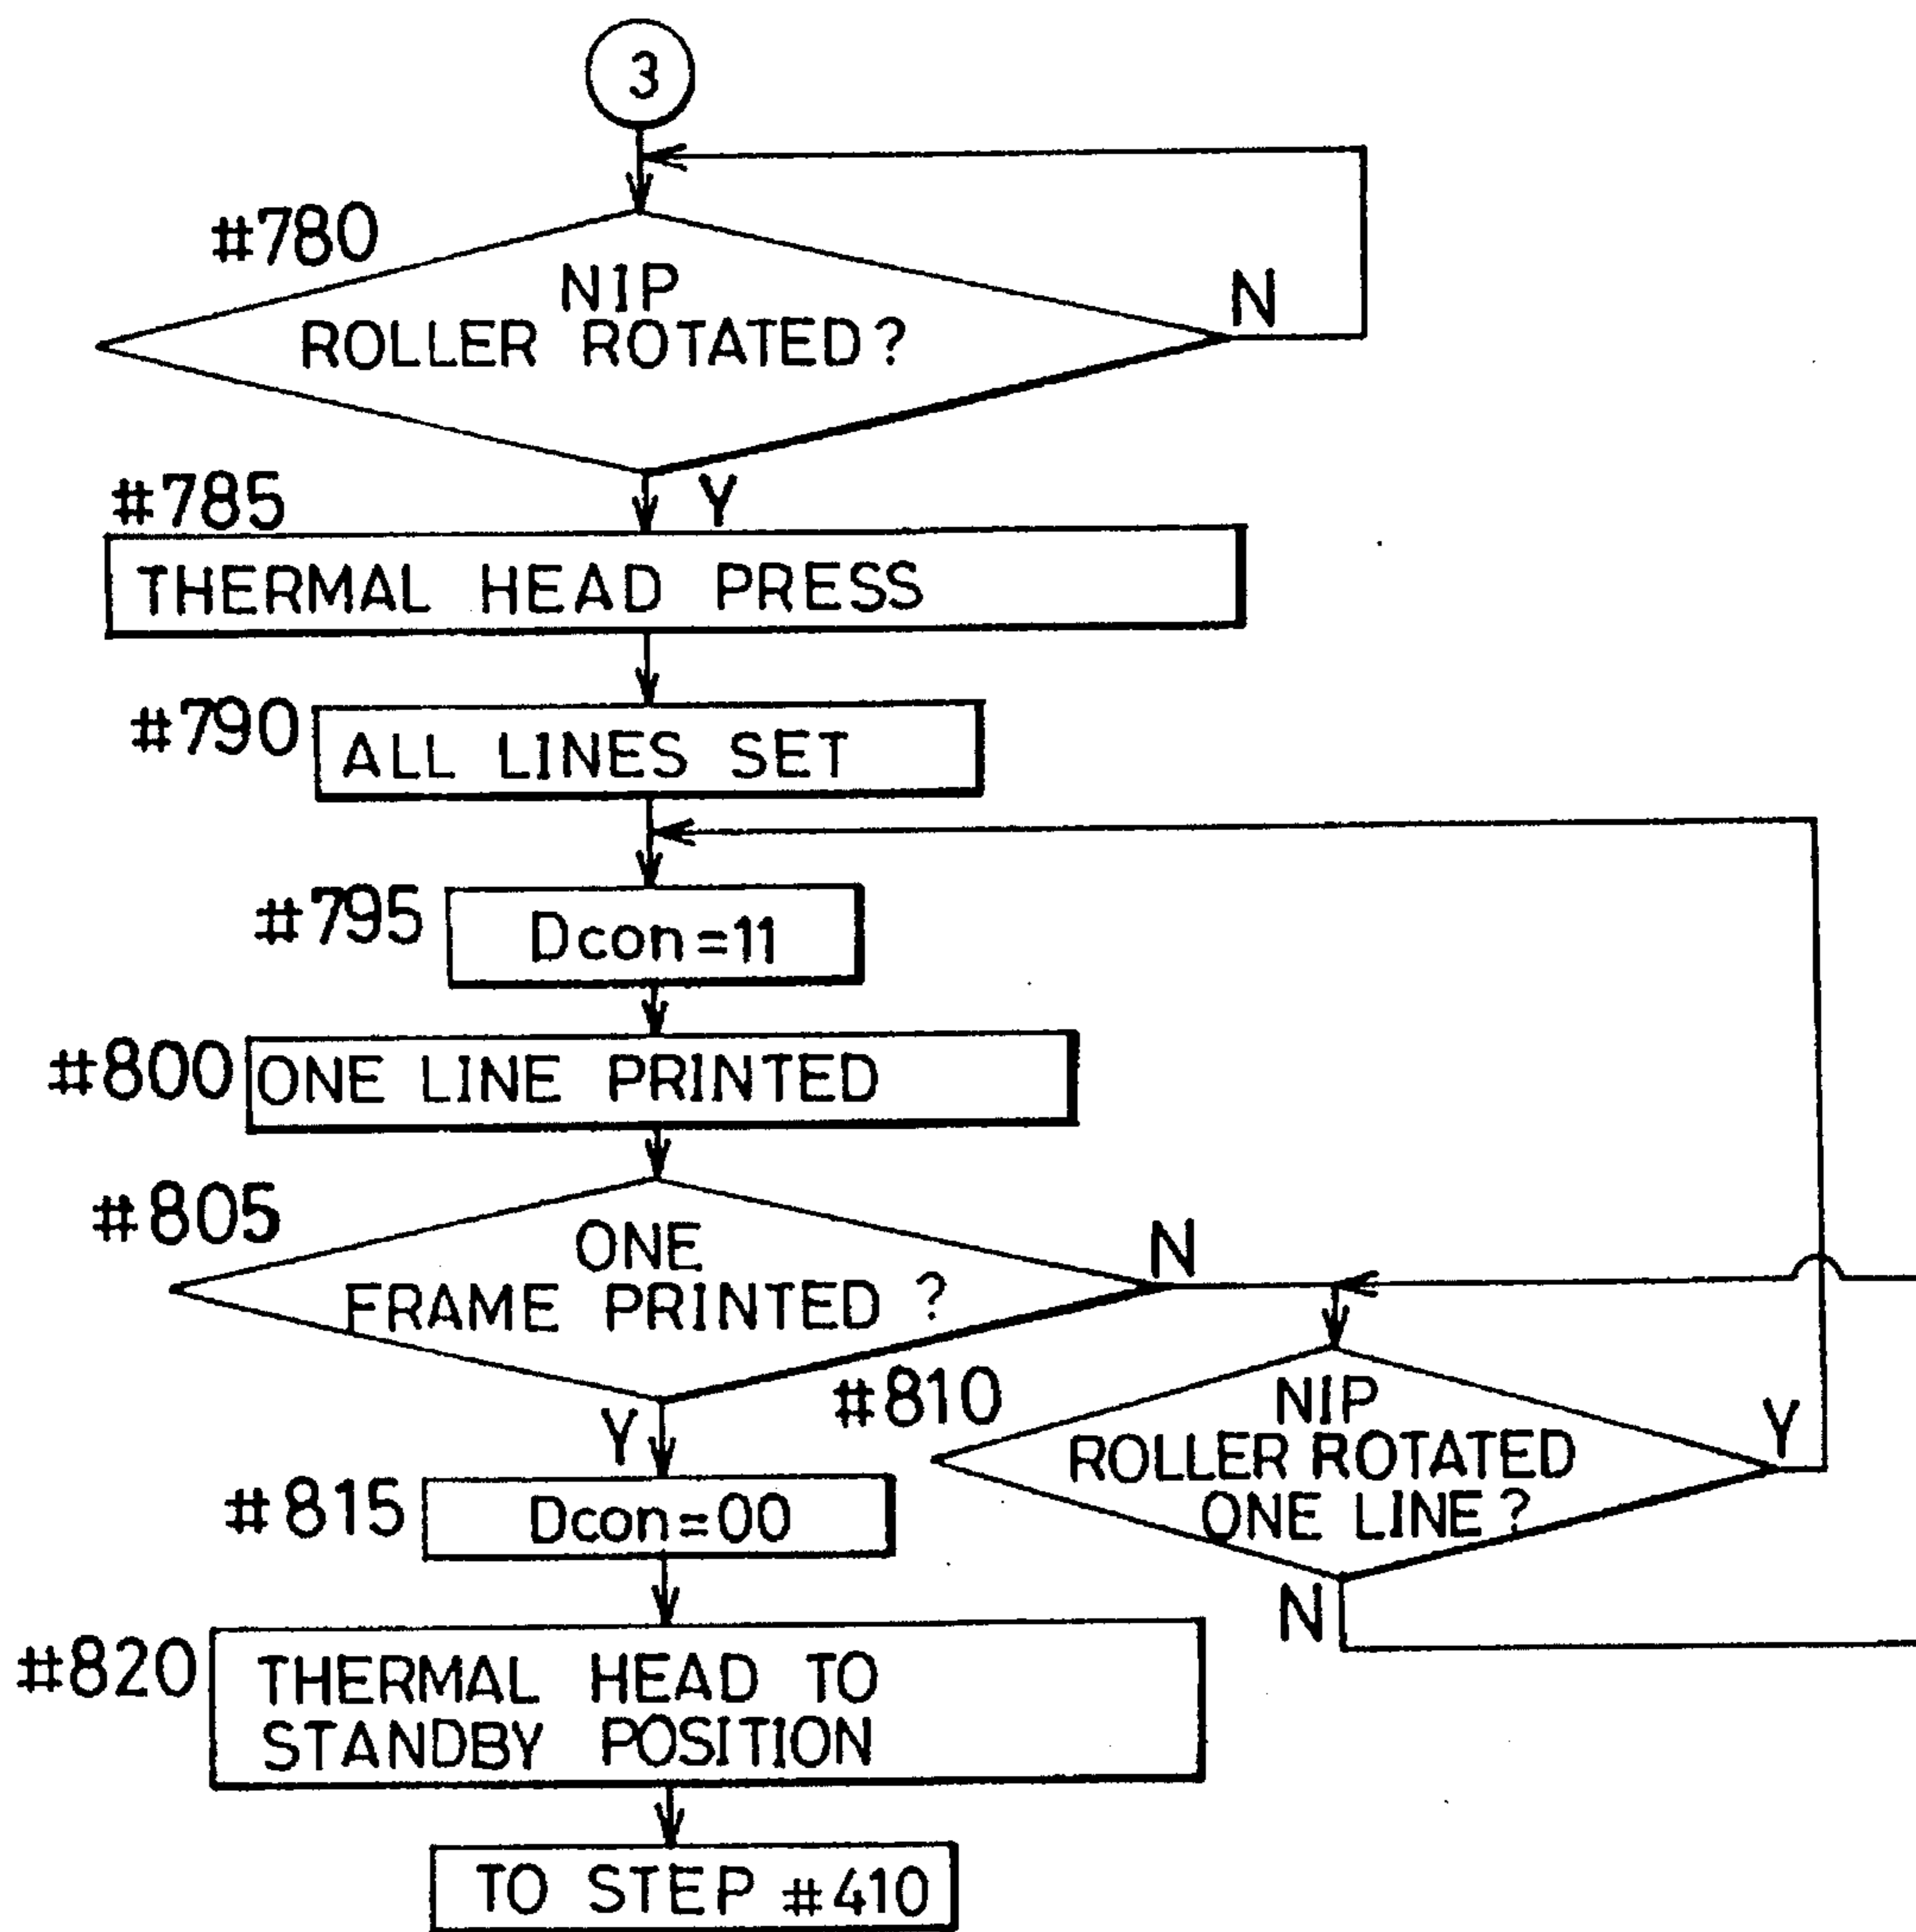 3
#780
NIP
ROLLER ROTATED?
N
Y
#785
THERMAL HEAD PRESS
#790
ALL LINES SET
#795
Dcon=11
#800
ONE LINE PRINTED
#805
ONE
FRAME PRINTED ?
N
Y
#810
NIP
ROLLER ROTATED
ONE LINE?
Y
N
#815
Dcon=00
#820
THERMAL HEAD TO
STANDBY POSITION
TO STEP #410